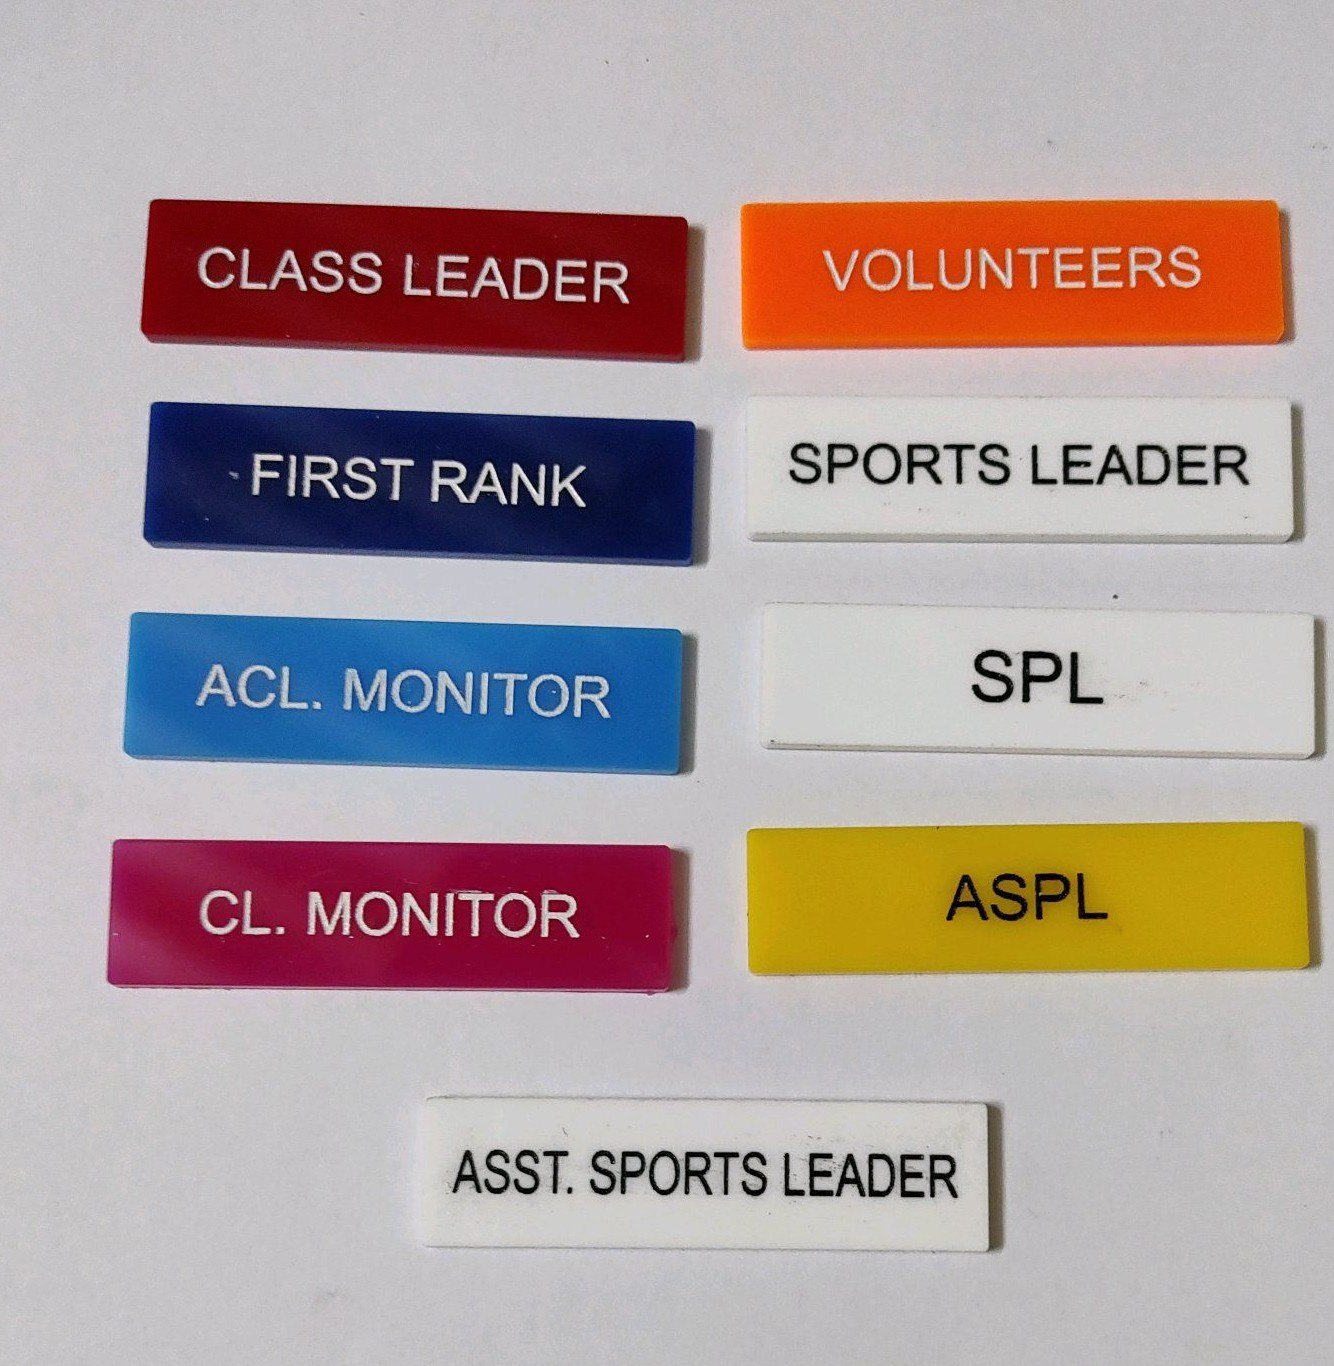 CLASS LEADER
VOLUNTEERS
FIRST RANK
SPORTS LEADER
ACL. MONITOR
SPL
CL. MONITOR
ASPL
ASST. SPORTS LEADER